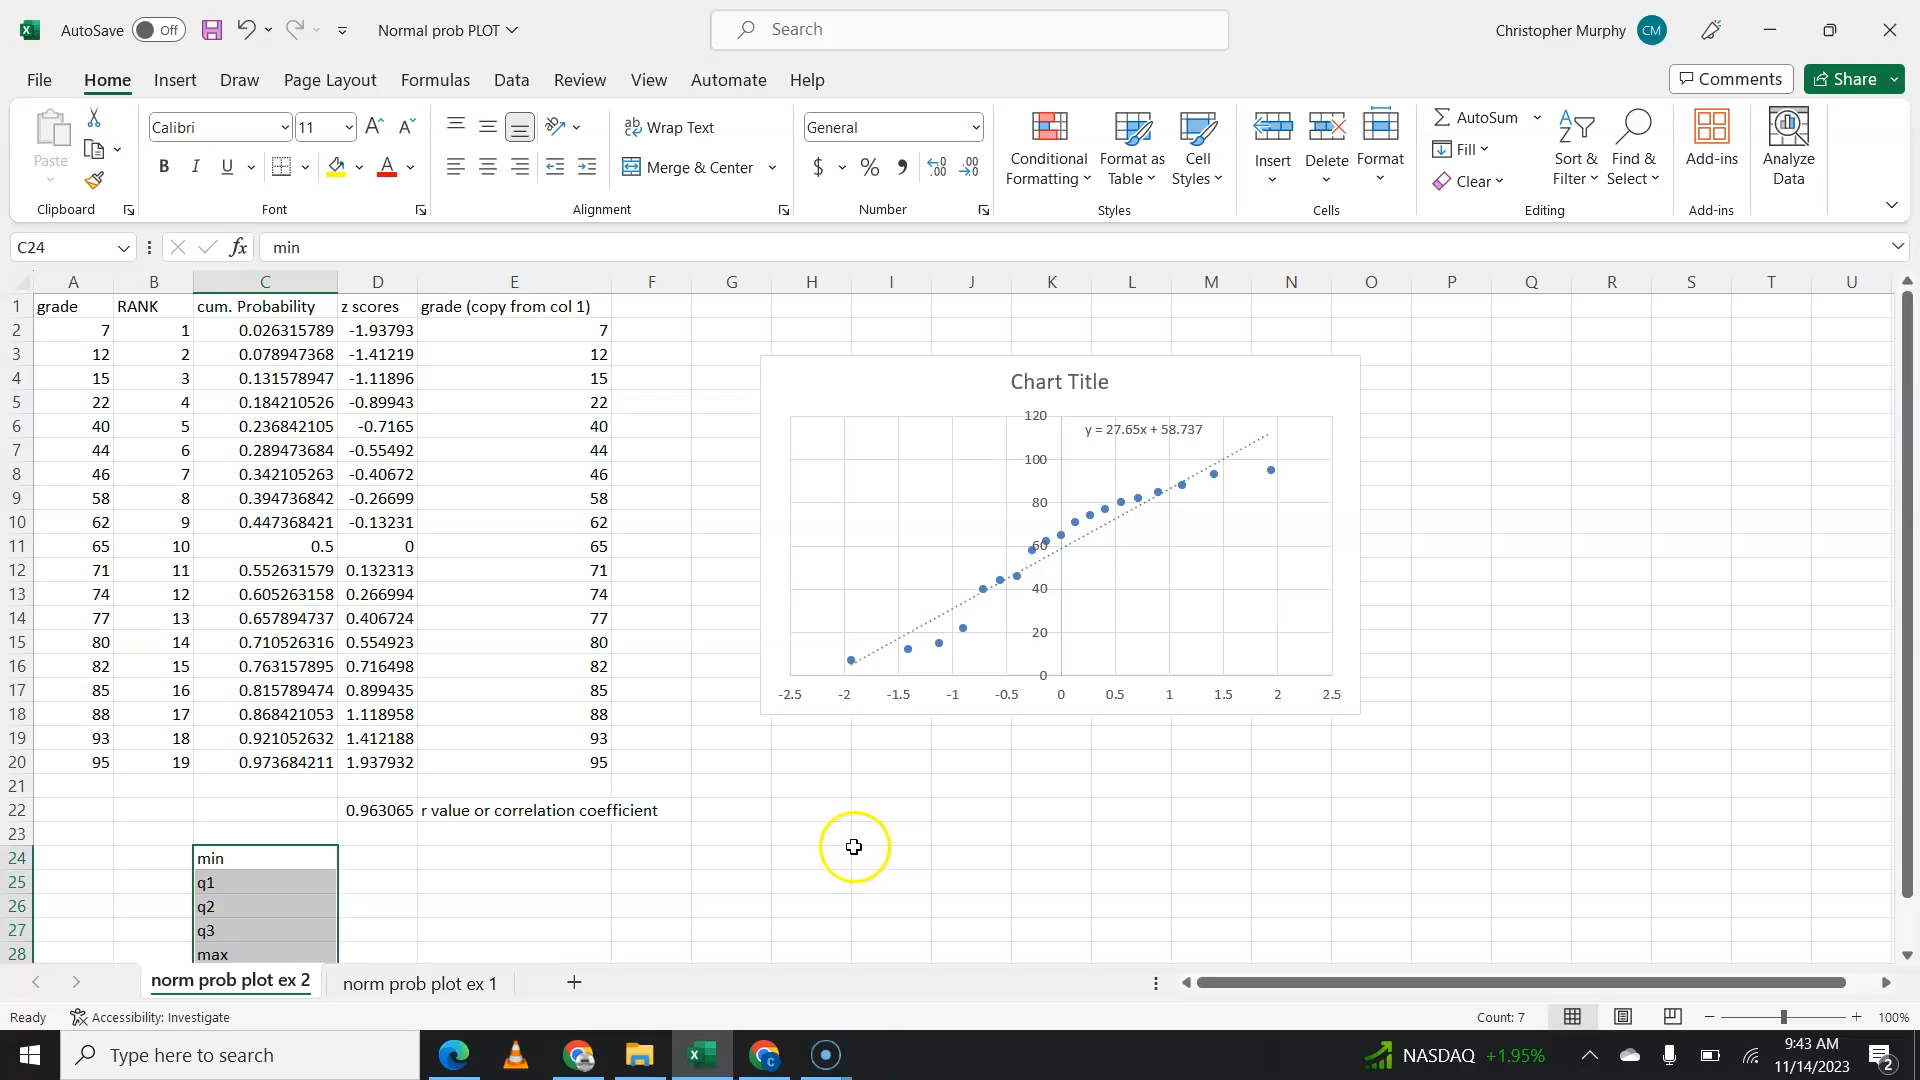 AutoSave Off Normal prob PLOT Search Christopher Murphy CM
File Home Insert Draw Page Layout Formulas Data Review View Automate Help Comments Share
Paste Calibri 11 B I U Wrap Text Merge & Center General $ % Conditional Formatting Format as Table Cell Styles Insert Delete Format AutoSum Fill Clear Sort & Filter Find & Select Add-ins Analyze Data
Clipboard Font Alignment Number Styles Cells Editing Add-ins
C24 fx min
A B C D E F G H I J K L M N O P Q R S T U
1 grade RANK cum. Probability z scores grade (copy from col 1)
2 7 1 0.026315789 -1.93793 7
3 12 2 0.078947368 -1.41219 12
4 15 3 0.131578947 -1.11896 15
5 22 4 0.184210526 -0.89943 22
6 40 5 0.236842105 -0.7165 40
7 44 6 0.289473684 -0.55492 44
8 46 7 0.342105263 -0.40672 46
9 58 8 0.394736842 -0.26699 58
10 62 9 0.447368421 -0.13231 62
11 65 10 0.5 0 65
12 71 11 0.552631579 0.132313 71
13 74 12 0.605263158 0.266994 74
14 77 13 0.657894737 0.406724 77
15 80 14 0.710526316 0.554923 80
16 82 15 0.763157895 0.716498 82
17 85 16 0.815789474 0.899435 85
18 88 17 0.868421053 1.118958 88
19 93 18 0.921052632 1.412188 93
20 95 19 0.973684211 1.937932 95
21
22 0.963065 r value or correlation coefficient
23
24 min
25 q1
26 q2
27 q3
28 max
Chart Title
y = 27.65x + 58.737
120
100
80
60
40
20
0
-2.5 -2 -1.5 -1 -0.5 0 0.5 1 1.5 2 2.5
norm prob plot ex 2 norm prob plot ex 1
Ready Accessibility: Investigate Count: 7 100%
Type here to search NASDAQ +1.95% 9:43 AM
11/14/2023 2